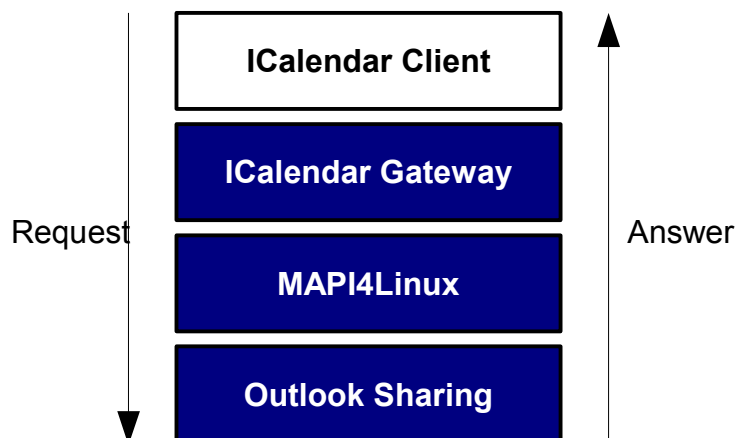 ICalendar Client
ICalendar Gateway
Request
Answer
MAPI4Linux
Outlook Sharing